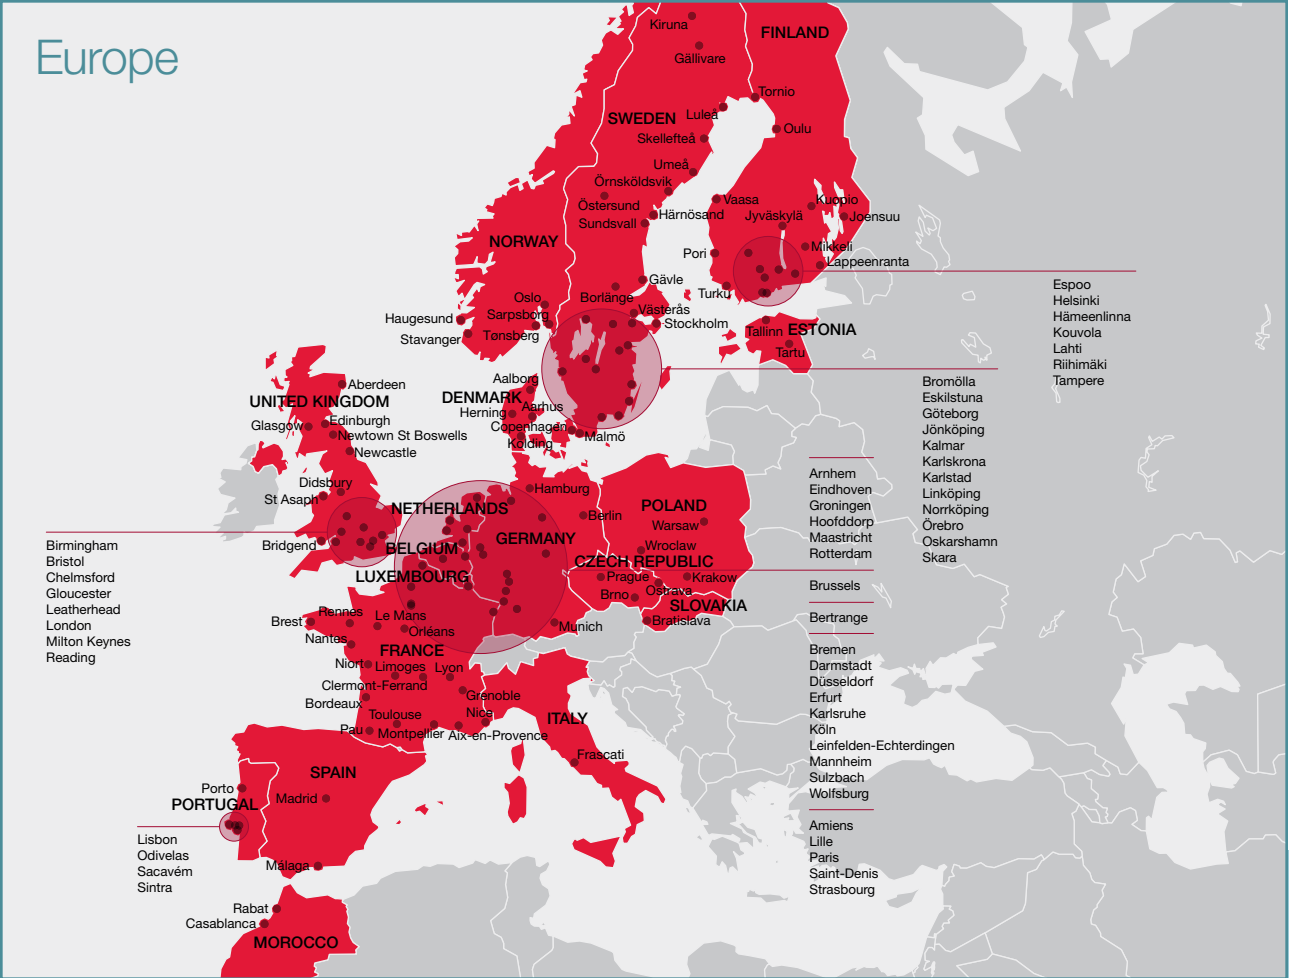 Europe
Kiruna
FINLAND
Gällivare
Tornio
SWEDEN
Luleå
Oulu
Skellefteå
Umeå
Örnsköldsvik
Östersund
Vaasa
Kuopio
Härnösand
Jyväskylä
Joensuu
Sundsvall
NORWAY
Mikkeli
Pori
Lappeenranta
Gävle
Turku
Oslo
Borlänge
Sarpsborg
Västerås
Haugesund
Stockholm
Stavanger
Tønsberg
Tallinn
ESTONIA
Tartu
Espoo
Helsinki
Hämeenlinna
Kouvola
Lahti
Riihimäki
Tampere
Aalborg
Aberdeen
UNITED KINGDOM
DENMARK
Herning
Aarhus
Edinburgh
Glasgow
Copenhagen
Newtown St Boswells
Kolding
Malmö
Newcastle
Bromölla
Eskilstuna
Göteborg
Jönköping
Kalmar
Karlskrona
Karlstad
Linköping
Norrköping
Örebro
Oskarshamn
Skara
Didsbury
St Asaph
Hamburg
NETHERLANDS
POLAND
Berlin
Warsaw
GERMANY
Bridgend
BELGIUM
Wroclaw
CZECH REPUBLIC
LUXEMBOURG
Prague
Krakow
Brno
Ostrava
SLOVAKIA
Bratislava
Birmingham
Bristol
Chelmsford
Gloucester
Leatherhead
London
Milton Keynes
Reading
Arnhem
Eindhoven
Groningen
Hoofddorp
Maastricht
Rotterdam
Brussels
Bertrange
Bremen
Darmstadt
Düsseldorf
Erfurt
Karlsruhe
Köln
Leinfelden-Echterdingen
Mannheim
Sulzbach
Wolfsburg
Amiens
Lille
Paris
Saint-Denis
Strasbourg
Rennes
Le Mans
Brest
Orléans
Munich
Nantes
FRANCE
Niort
Limoges
Lyon
Clermont-Ferrand
Grenoble
Bordeaux
Toulouse
Nice
Pau
Montpellier
Aix-en-Provence
ITALY
Frascati
SPAIN
Porto
Madrid
PORTUGAL
Lisbon
Odivelas
Sacavém
Sintra
Málaga
Rabat
Casablanca
MOROCCO